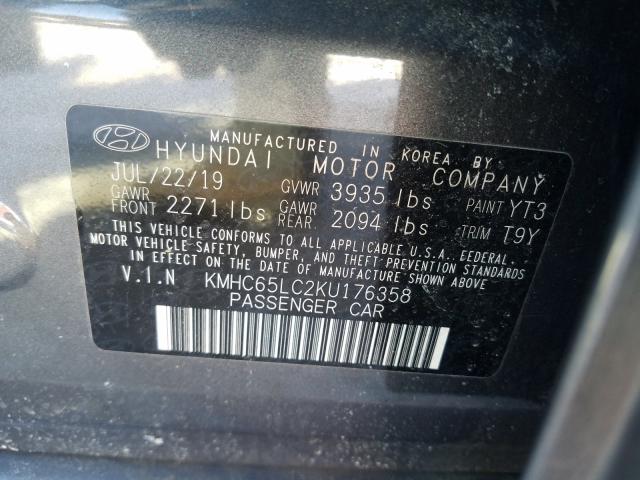 MANUFACTURED IN KOREA BY
HYUNDAI MOTOR COMPANY
JUL/22/19 GVWR 3935 lbs PAINT YT3
GAWR FRONT 2271 lbs GAWR REAR 2094 lbs TRIM T9Y
THIS VEHICLE CONFORMS TO ALL APPLICABLE U.S.A. FEDERAL
MOTOR VEHICLE SAFETY, BUMPER, AND THEFT PREVENTION STANDARDS
IN EFFECT ON THE DATE OF MANUFACTURE SHOWN ABOVE
V.I.N KMHC65LC2KU176358
PASSENGER CAR